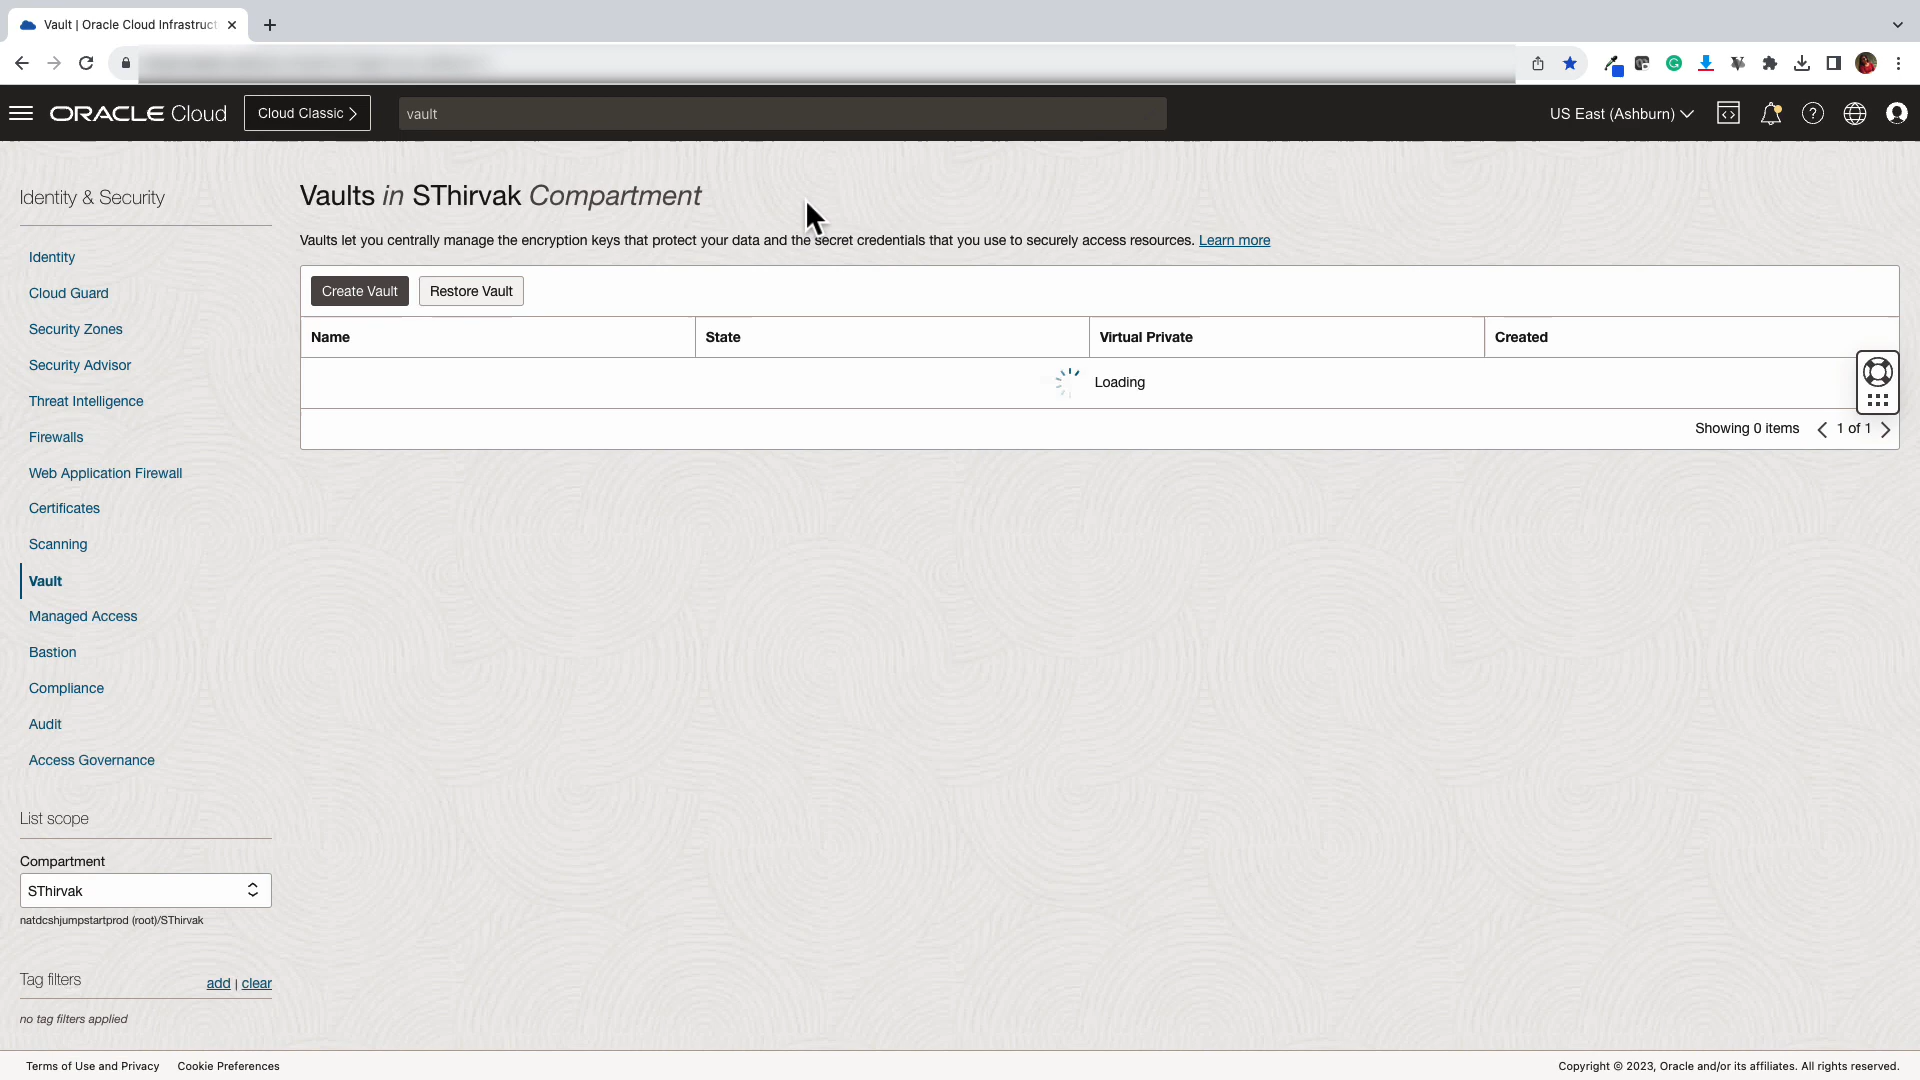 Vault | Oracle Cloud Infrastruct
ORACLE Cloud
Cloud Classic
vault
US East (Ashburn)
Identity & Security
Identity
Cloud Guard
Security Zones
Security Advisor
Threat Intelligence
Firewalls
Web Application Firewall
Certificates
Scanning
Vault
Managed Access
Bastion
Compliance
Audit
Access Governance
List scope
Compartment
SThirvak
natdcshjumpstartprod (root)/SThirvak
Tag filters
add | clear
no tag filters applied
Vaults in SThirvak Compartment
Vaults let you centrally manage the encryption keys that protect your data and the secret credentials that you use to securely access resources. Learn more
Create Vault Restore Vault
Name State Virtual Private Created
Loading
Showing 0 items 1 of 1
Terms of Use and Privacy Cookie Preferences
Copyright © 2023, Oracle and/or its affiliates. All rights reserved.